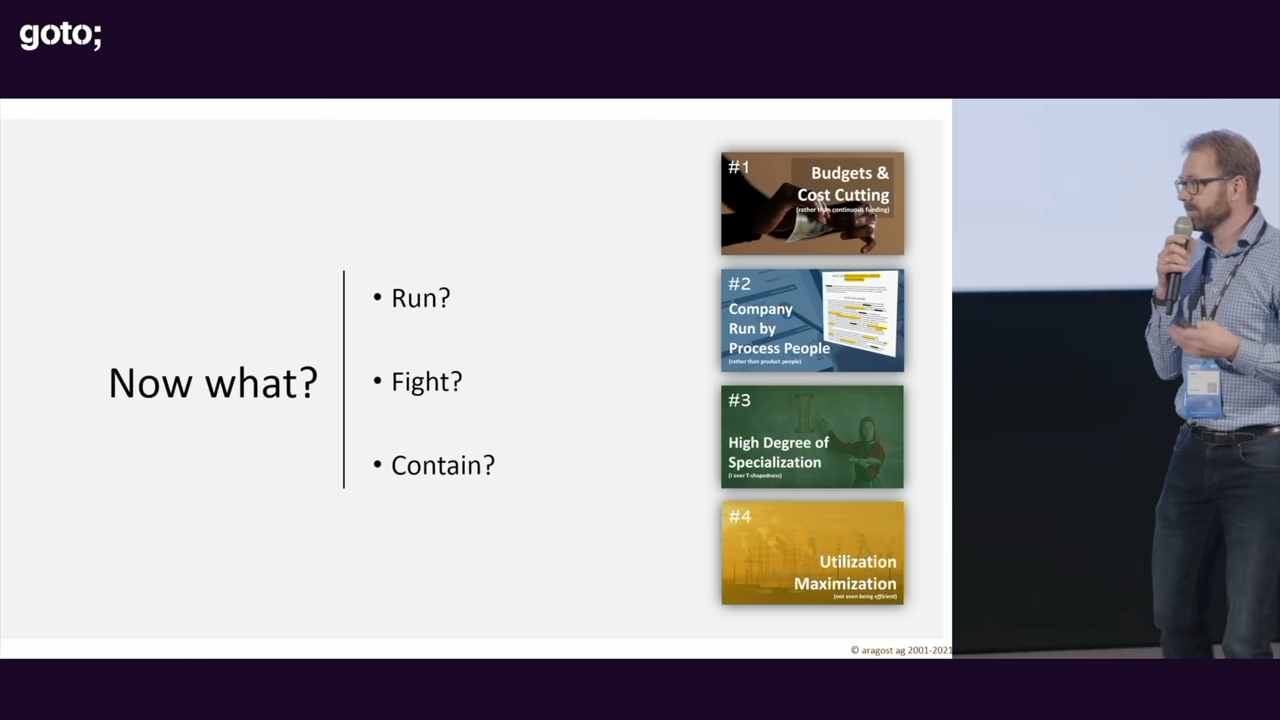 goto;
Now what?
• Run?
• Fight?
• Contain?
#1
Budgets &
Cost Cutting
(rather than continuous funding)
#2
Company
Run by
Process People
(rather than product people)
#3
High Degree of
Specialization
(I over T-shapedness)
#4
Utilization
Maximization
(not even being efficient)
© aragost ag 2001-2021